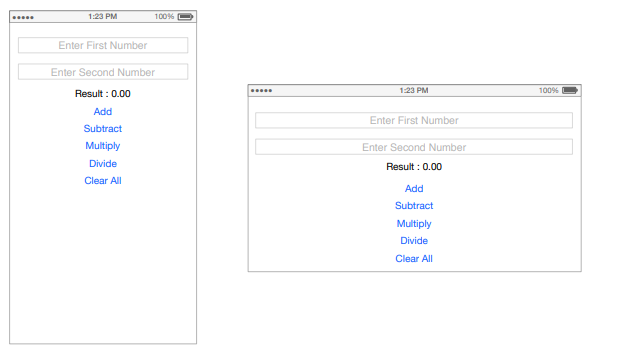 1:23 PM 100%
Enter First Number
Enter Second Number
Result : 0.00
Add
Subtract
Multiply
Divide
Clear All
1:23 PM 100%
Enter First Number
Enter Second Number
Result : 0.00
Add
Subtract
Multiply
Divide
Clear All